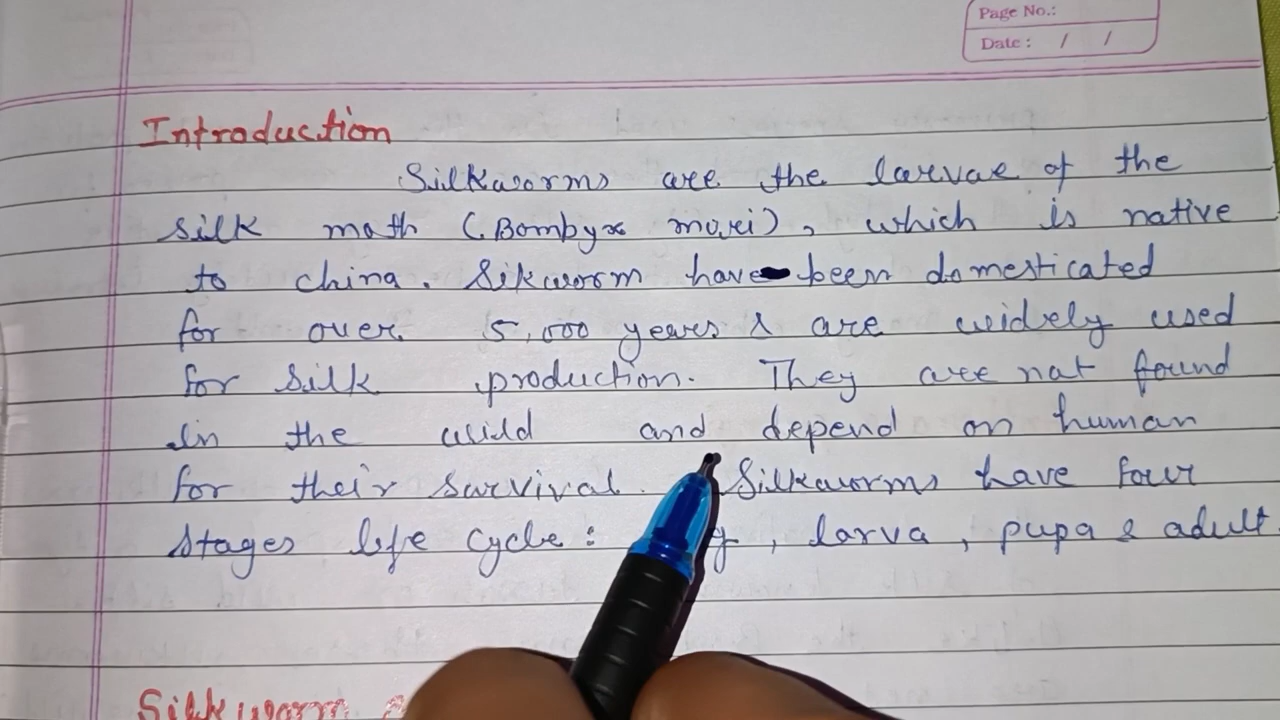 Page No.:
Date: / /
Introduction
Silkworms are the larvae of the
silk moth (Bombyx mori), which is native
to china. Sikworm have been domesticated
for over 5,000 years & are widely used
for silk production. They are not found
in the wild and depend on human
for their survival. Silkworms have four
stages life cycle: , larva, pupa & adult
Silkworm